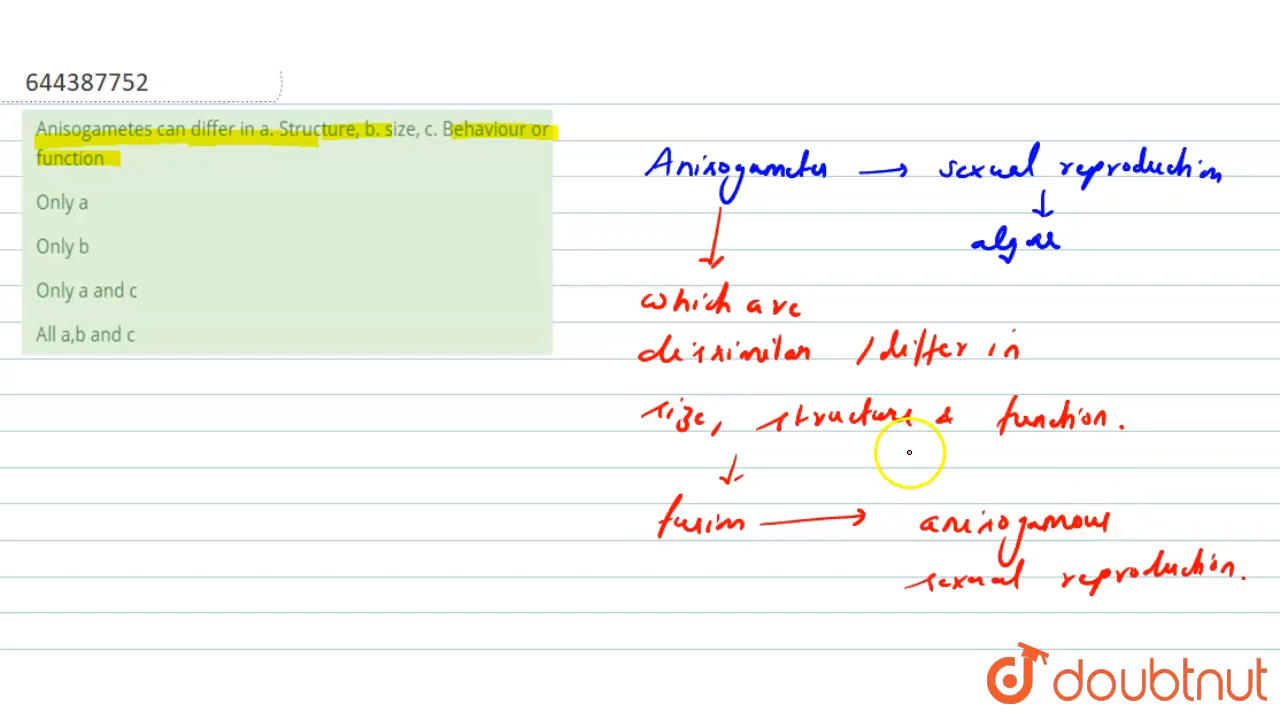 644387752
Anisogametes can differ in a. Structure, b. size, c. Behaviour or
function
Only a
Only b
Only a and c
All a,b and c
Anisogametes → sexual reproduction
↓
algae
↓
which are
dissimilar / differ in
size, structure & function.
↓
fusion → anisogamous
sexual reproduction.
doubtnut